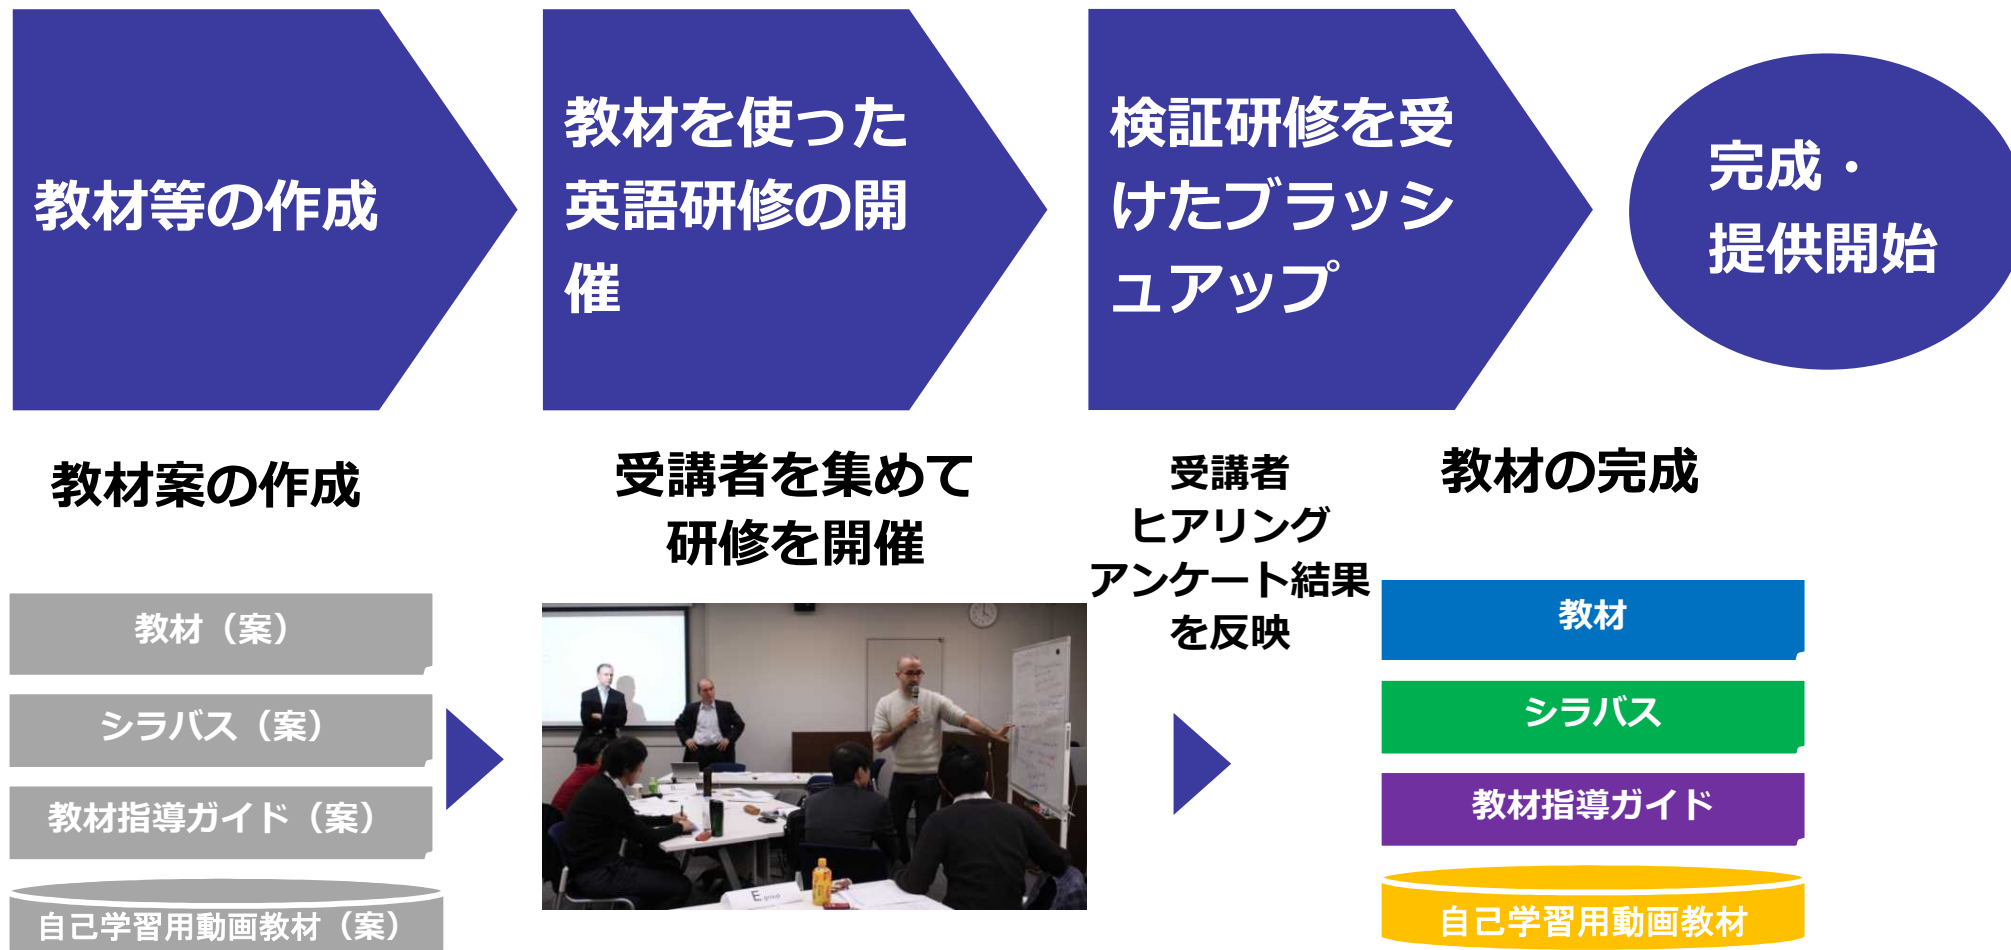 教材等の作成
教材を使った
英語研修の開
催
検証研修を受
けたブラッシ
ュアップ
完成・
提供開始
教材案の作成
受講者を集めて
研修を開催
受講者
ヒアリング
アンケート結果
を反映
教材の完成
教材（案）
シラバス（案）
教材指導ガイド（案）
自己学習用動画教材（案）
E group
教材
シラバス
教材指導ガイド
自己学習用動画教材